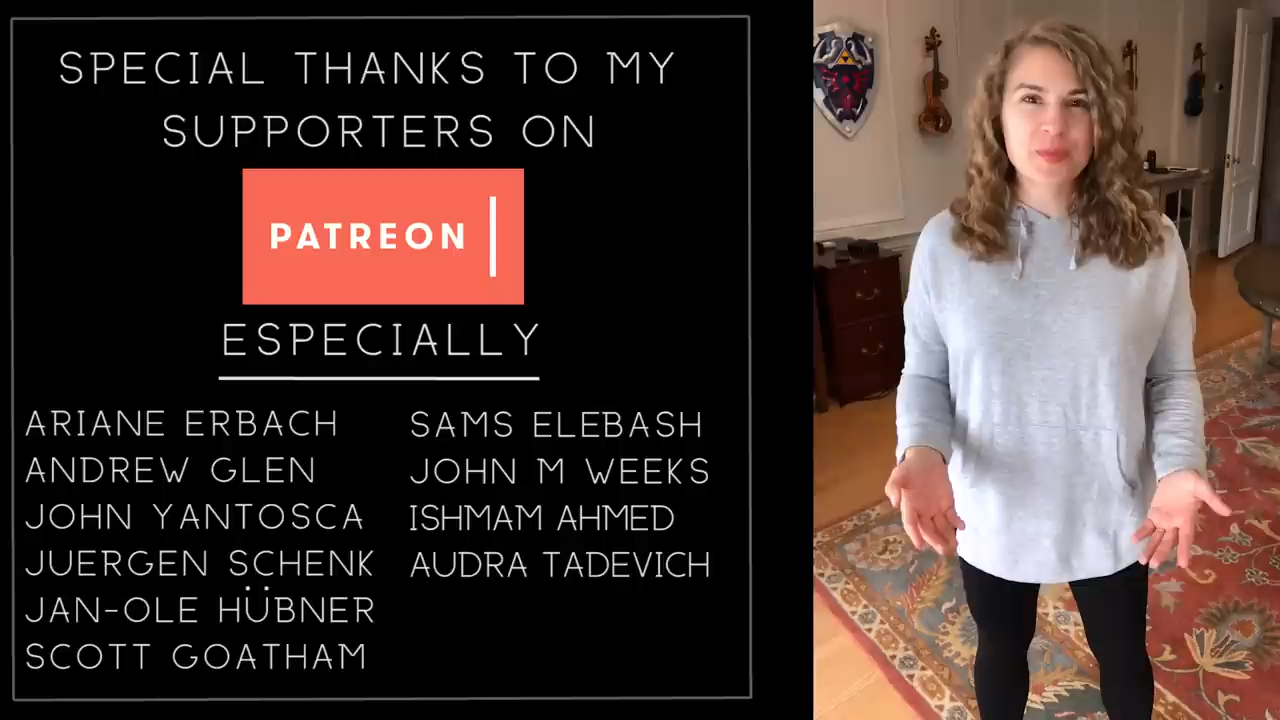 SPECIAL THANKS TO MY
SUPPORTERS ON
PATREON
ESPECIALLY
ARIANE ERBACH
ANDREW GLEN
JOHN YANTOSCA
JUERGEN SCHENK
JAN-OLE HÜBNER
SCOTT GOATHAM
SAMS ELEBASH
JOHN M WEEKS
ISHMAM AHMED
AUDRA TADEVICH